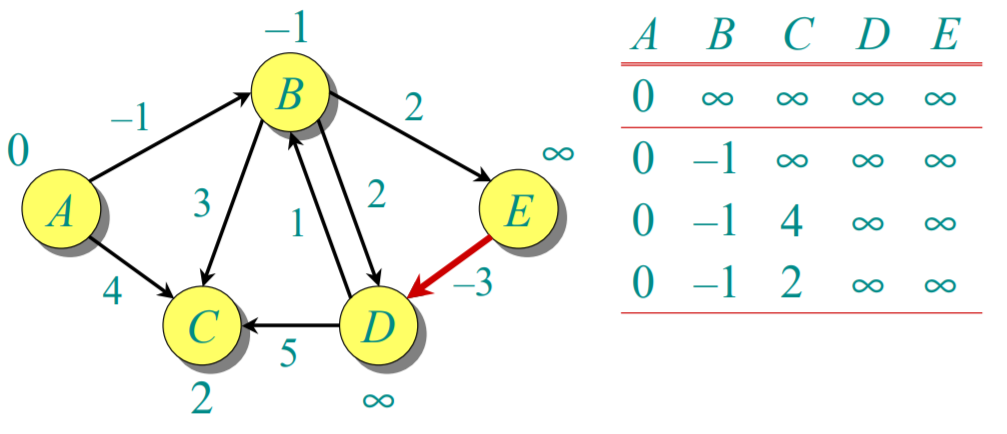 –1
B
–1
2
0
∞
A
3
2
1
E
4
–3
C
D
5
2
∞
A B C D E
0 ∞ ∞ ∞ ∞
0 –1 ∞ ∞ ∞
0 –1 4 ∞ ∞
0 –1 2 ∞ ∞